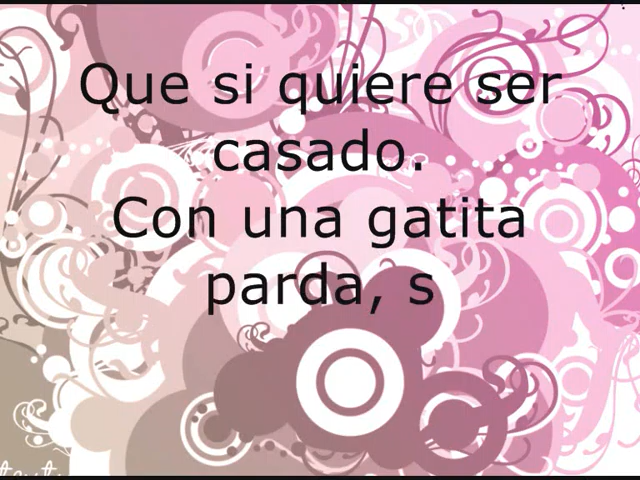 Que si quiere ser
casado.
Con una gatita
parda, s